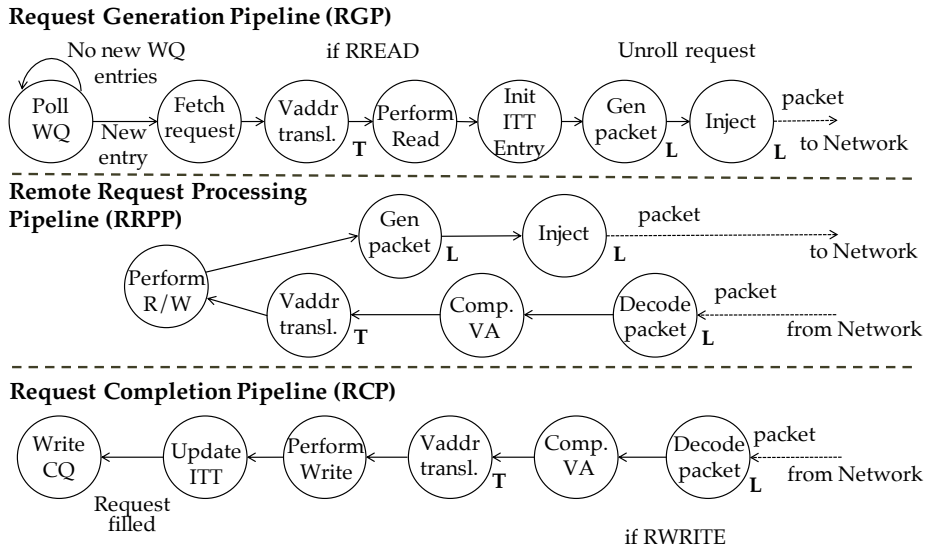 Request Generation Pipeline (RGP)
No new WQ
entries
if RREAD
Unroll request
Poll
WQ
New
entry
Fetch
request
Vaddr
transl.
T
Perform
Read
Init
ITT
Entry
Gen
packet
L
Inject
L
packet
to Network
Remote Request Processing
Pipeline (RRPP)
Gen
packet
L
Inject
L
packet
to Network
Perform
R/W
Vaddr
transl.
T
Comp.
VA
Decode
packet
L
packet
from Network
Request Completion Pipeline (RCP)
Write
CQ
Request
filled
Update
ITT
Perform
Write
Vaddr
transl.
T
Comp.
VA
Decode
packet
L
packet
from Network
if RWRITE